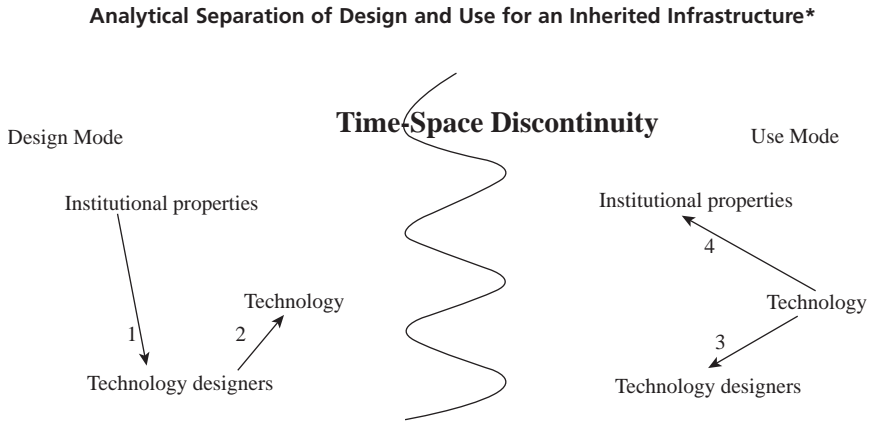 Analytical Separation of Design and Use for an Inherited Infrastructure*
Time-Space Discontinuity
Design Mode
Use Mode
Institutional properties
Institutional properties
4
Technology
Technology
1
2
3
Technology designers
Technology designers